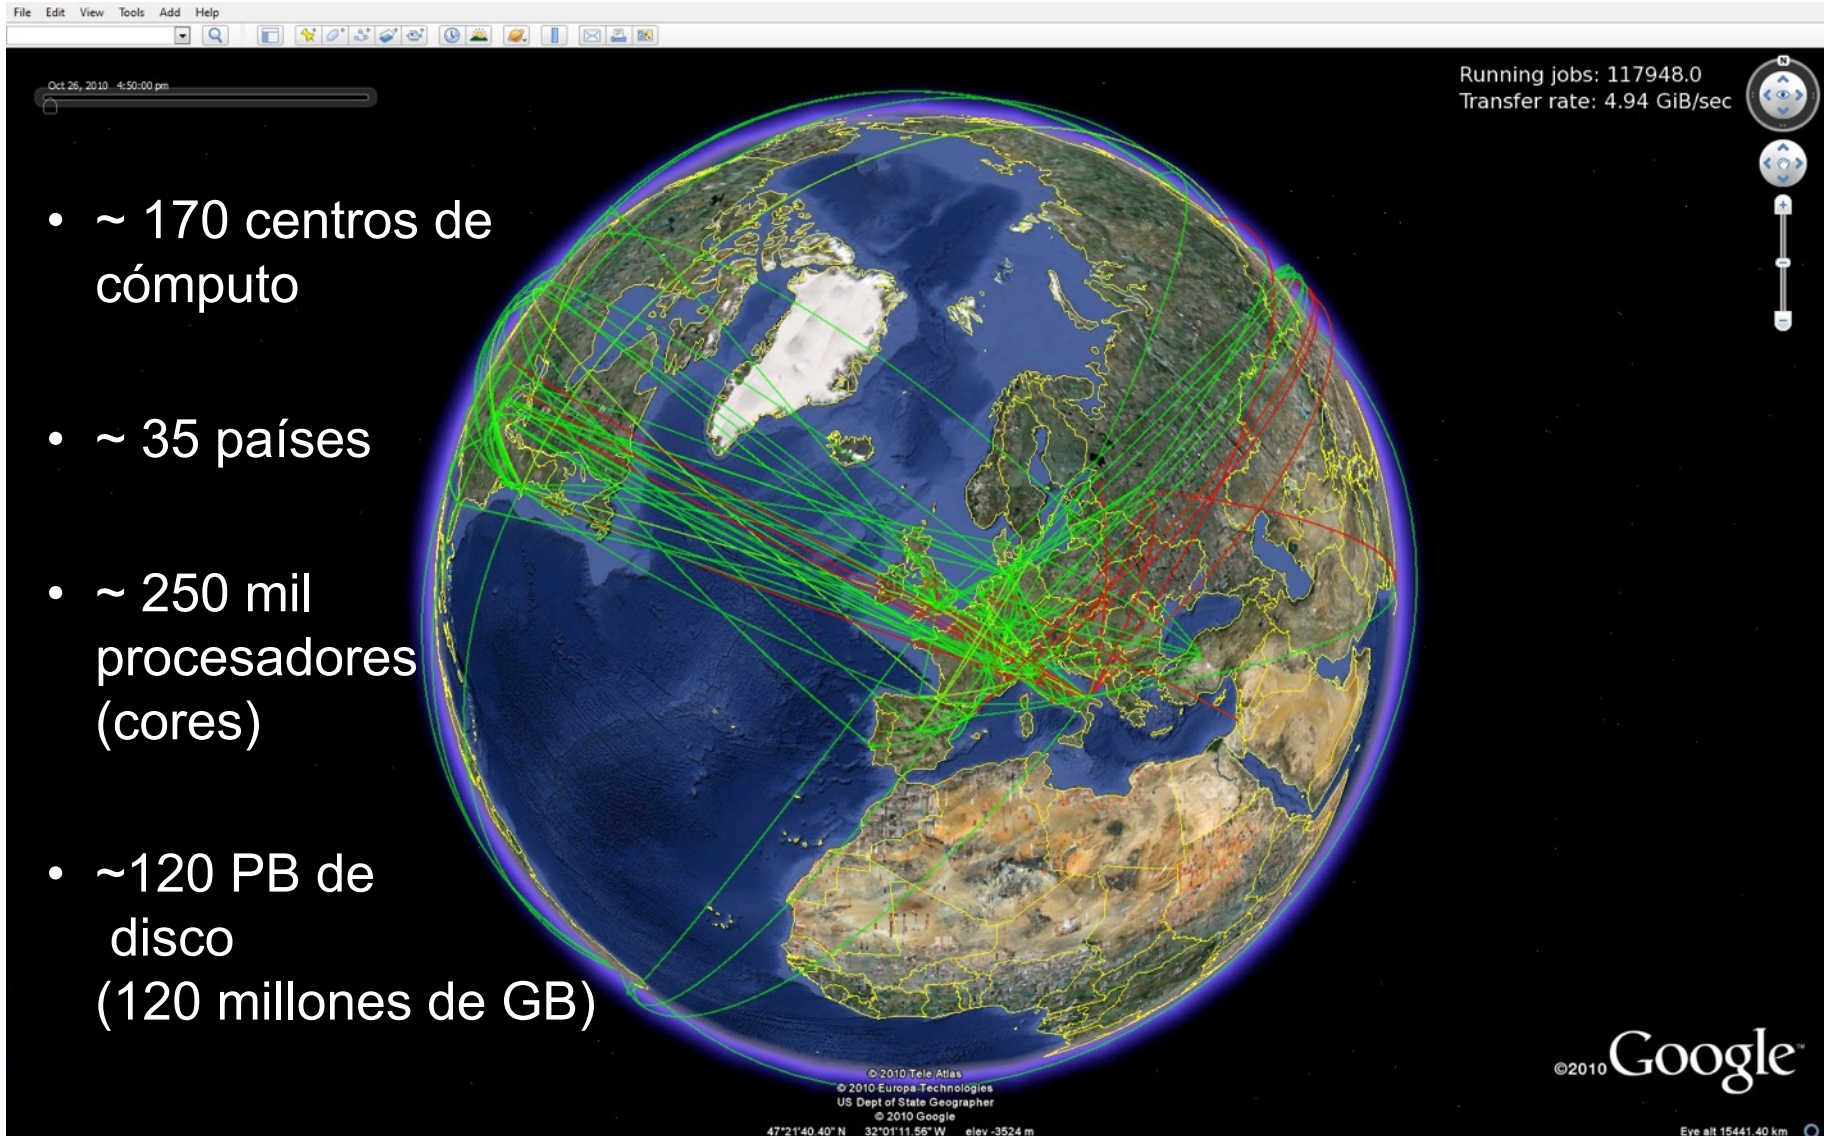 File Edit View Tools Add Help
Oct 26, 2010 4:50:00 pm
Running jobs: 117948.0
Transfer rate: 4.94 GiB/sec
N
• ~ 170 centros de
cómputo
• ~ 35 países
• ~ 250 mil
procesadores
(cores)
• ~120 PB de
disco
(120 millones de GB)
©2010 Google™
© 2010 Tele Atlas
© 2010 Europa Technologies
US Dept of State Geographer
© 2010 Google
47°21'40.40" N 32°01'11.56" W elev -3524 m
Eye alt 15441.40 km